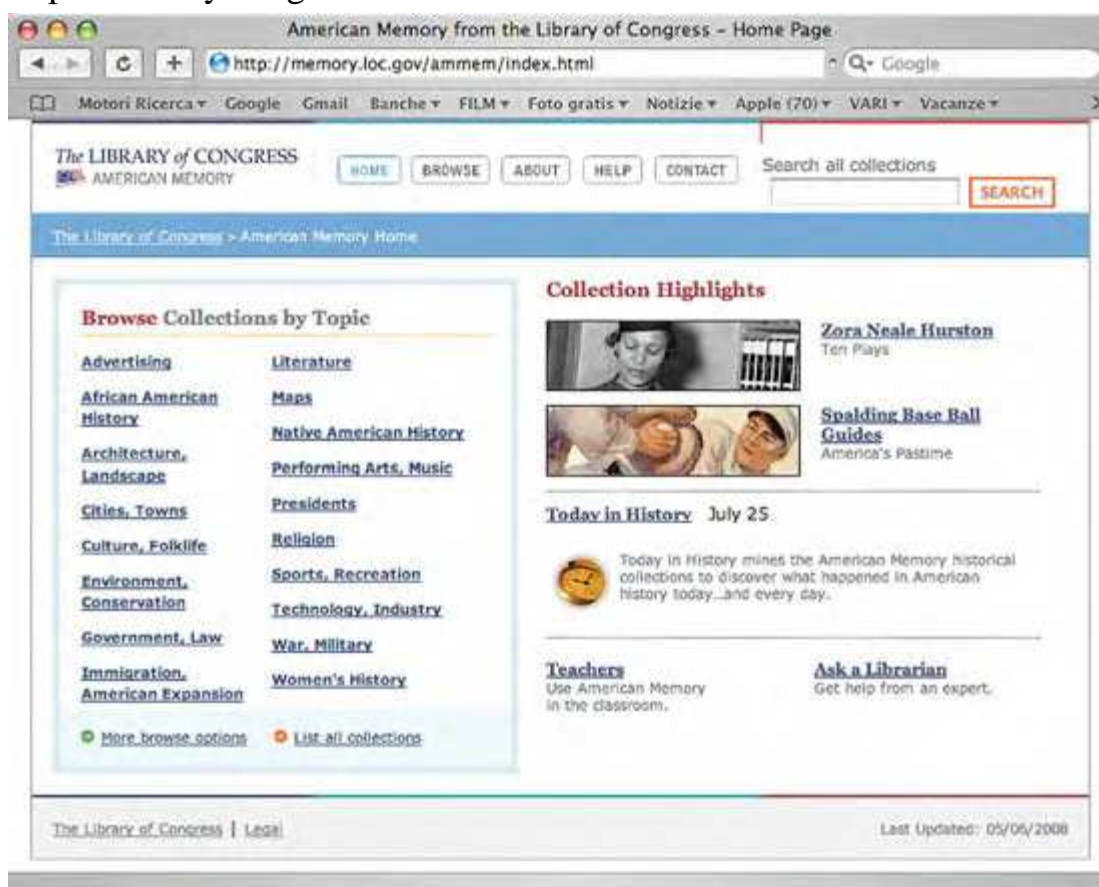 American Memory from the Library of Congress – Home Page
http://memory.loc.gov/ammem/index.html
Google
Motori Ricerca Google Gmail Banche FILM Foto gratis Notizie Apple (70) VARI Vacanze
The LIBRARY of CONGRESS
AMERICAN MEMORY
HOME BROWSE ABOUT HELP CONTACT
Search all collections
SEARCH
The Library of Congress > American Memory Home
Browse Collections by Topic
Advertising
African American
History
Architecture,
Landscape
Cities, Towns
Culture, Folklife
Environment,
Conservation
Government, Law
Immigration,
American Expansion
Literature
Maps
Native American History
Performing Arts, Music
Presidents
Religion
Sports, Recreation
Technology, Industry
War, Military
Women's History
More browse options List all collections
Collection Highlights
Zora Neale Hurston
Ten Plays
Spalding Base Ball
Guides
America's Pastime
Today in History July 25
Today in History mines the American Memory historical
collections to discover what happened in American
history today...and every day.
Teachers
Use American Memory
in the classroom.
Ask a Librarian
Get help from an expert.
The Library of Congress | Legal
Last Updated: 05/06/2008